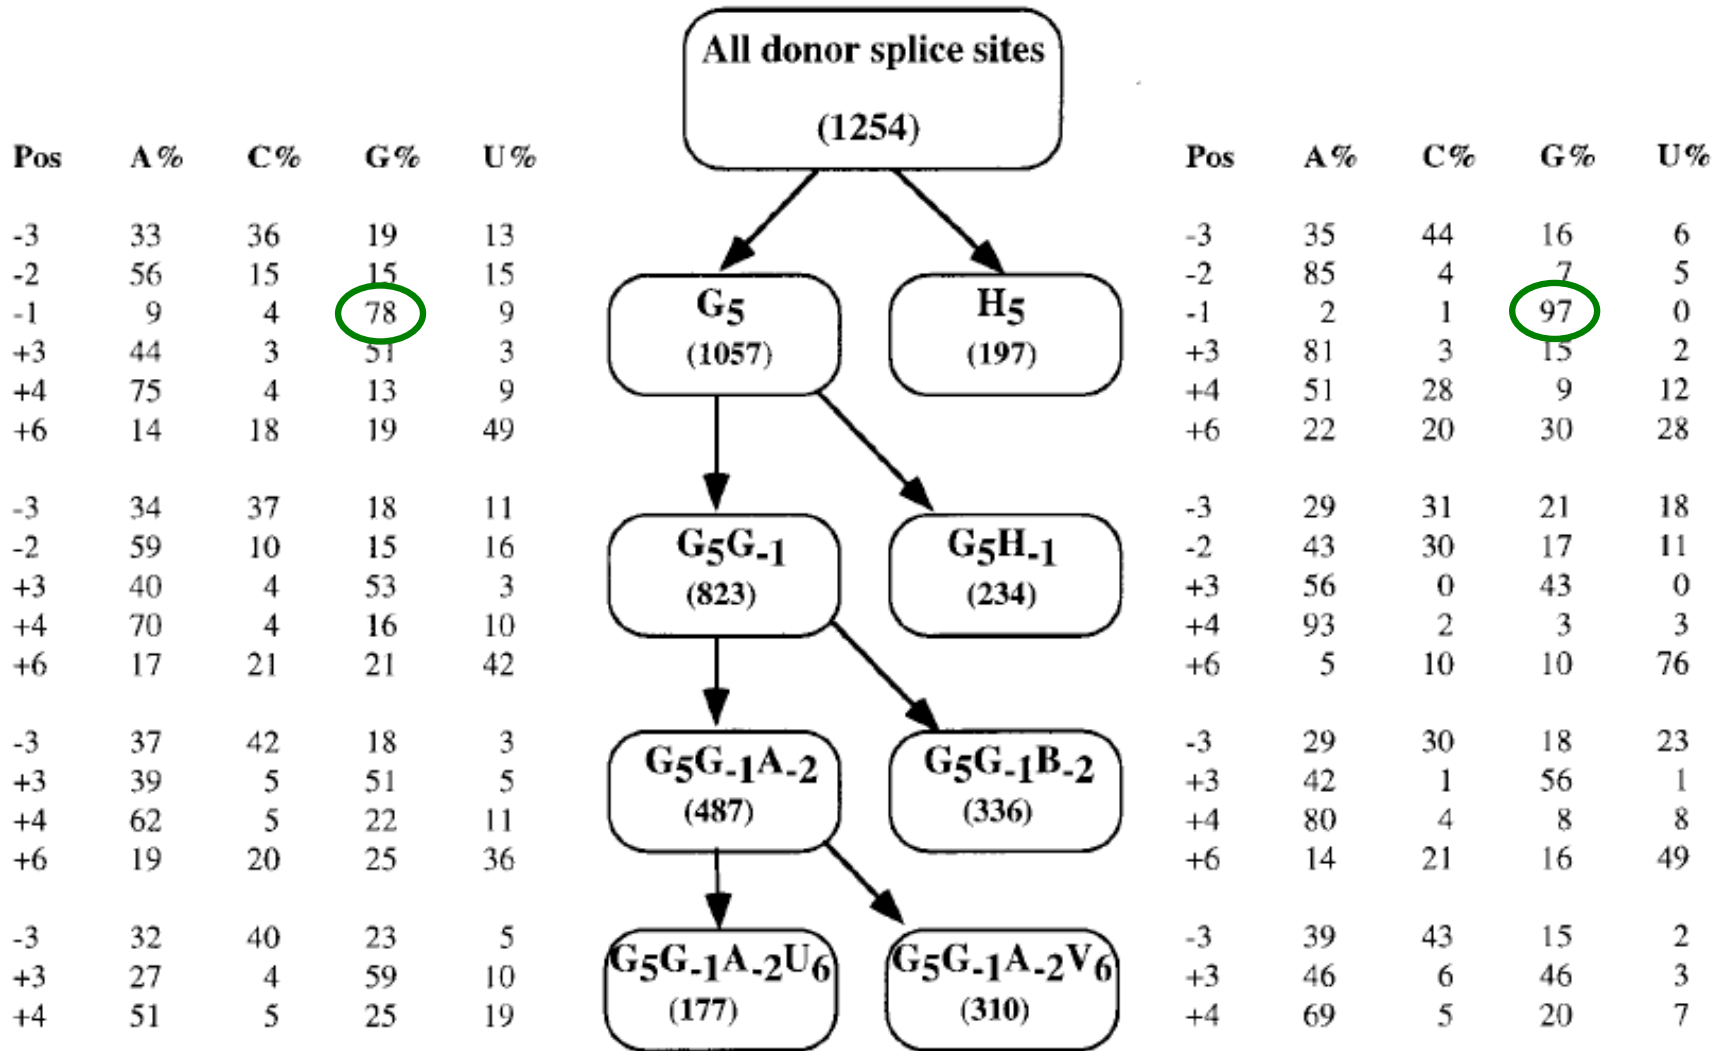 All donor splice sites
(1254)
Pos A% C% G% U%
-3 33 36 19 13
-2 56 15 15 15
-1 9 4 78 9
+3 44 3 51 3
+4 75 4 13 9
+6 14 18 19 49
G5
(1057)
H5
(197)
Pos A% C% G% U%
-3 35 44 16 6
-2 85 4 7 5
-1 2 1 97 0
+3 81 3 15 2
+4 51 28 9 12
+6 22 20 30 28
-3 34 37 18 11
-2 59 10 15 16
+3 40 4 53 3
+4 70 4 16 10
+6 17 21 21 42
G5G-1
(823)
G5H-1
(234)
-3 29 31 21 18
-2 43 30 17 11
+3 56 0 43 0
+4 93 2 3 3
+6 5 10 10 76
-3 37 42 18 3
+3 39 5 51 5
+4 62 5 22 11
+6 19 20 25 36
G5G-1A-2
(487)
G5G-1B-2
(336)
-3 29 30 18 23
+3 42 1 56 1
+4 80 4 8 8
+6 14 21 16 49
-3 32 40 23 5
+3 27 4 59 10
+4 51 5 25 19
G5G-1A-2U6
(177)
G5G-1A-2V6
(310)
-3 39 43 15 2
+3 46 6 46 3
+4 69 5 20 7